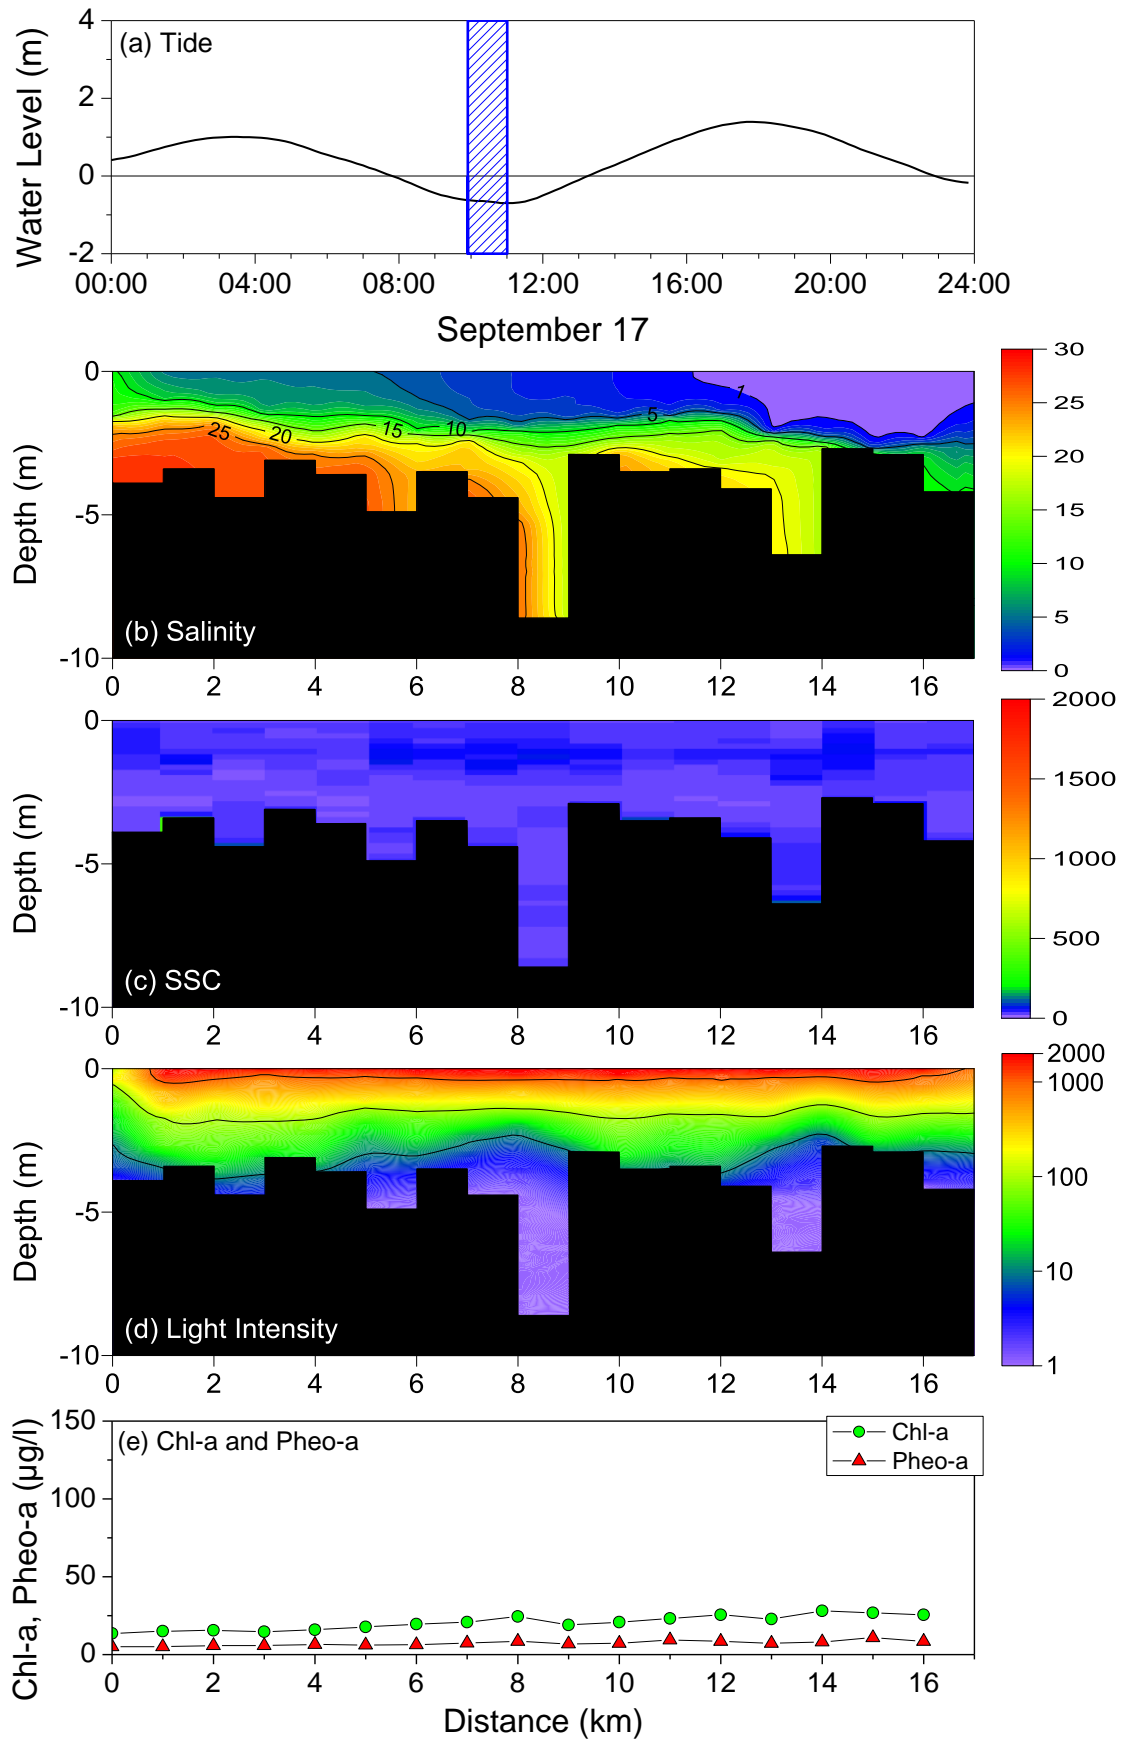 4
(a) Tide
2
0
-2
Water Level (m)
00:00 04:00 08:00 12:00 16:00 20:00 24:00
September 17
0
-5
-10
Depth (m)
25 20 15 10 5 1
(b) Salinity
0 2 4 6 8 10 12 14 16
30
25
20
15
10
5
0
0
-5
-10
Depth (m)
(c) SSC
0 2 4 6 8 10 12 14 16
2000
1500
1000
500
0
0
-5
-10
Depth (m)
(d) Light Intensity
0 2 4 6 8 10 12 14 16
2000
1000
100
10
1
150
100
50
0
Chl-a, Pheo-a (μg/l)
(e) Chl-a and Pheo-a
Chl-a
Pheo-a
0 2 4 6 8 10 12 14 16
Distance (km)